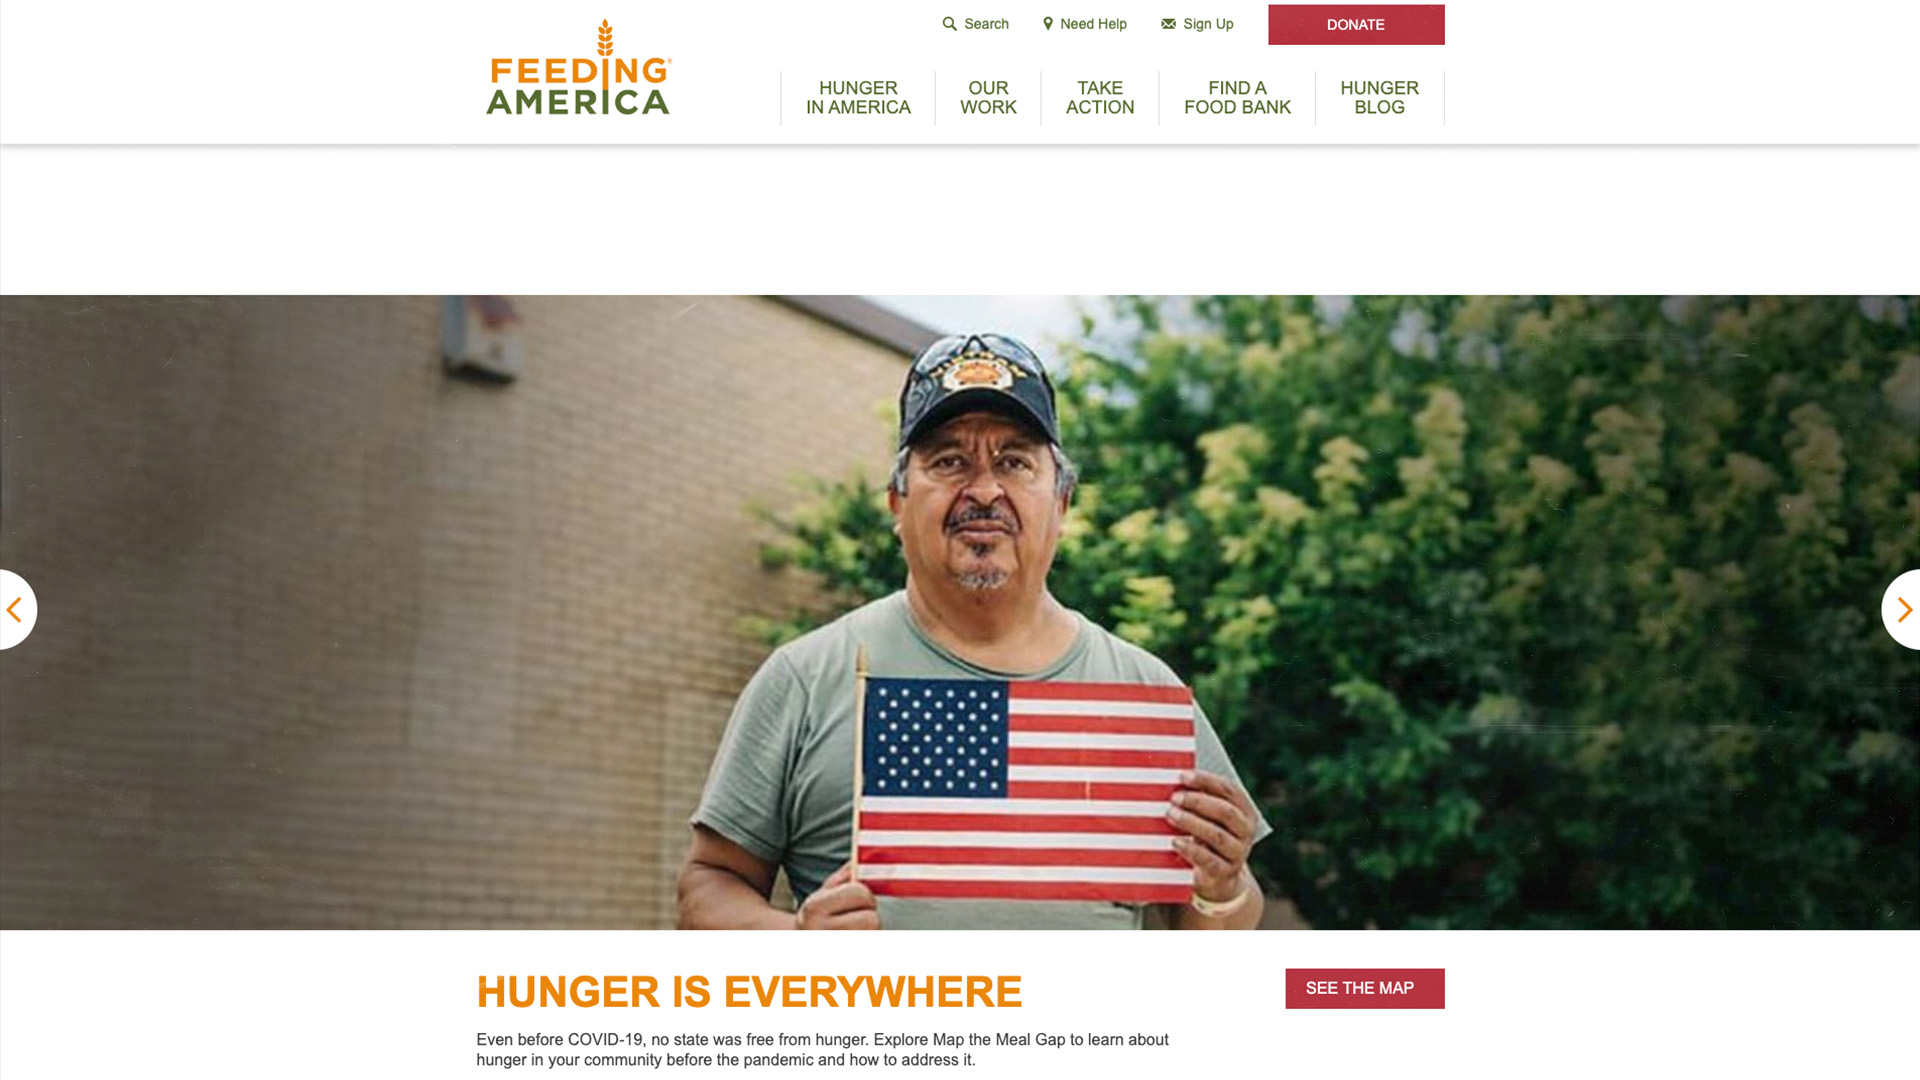 Search
Need Help
Sign Up
DONATE
FEEDING®
AMERICA
HUNGER
IN AMERICA
OUR
WORK
TAKE
ACTION
FIND A
FOOD BANK
HUNGER
BLOG
HUNGER IS EVERYWHERE
SEE THE MAP
Even before COVID-19, no state was free from hunger. Explore Map the Meal Gap to learn about
hunger in your community before the pandemic and how to address it.